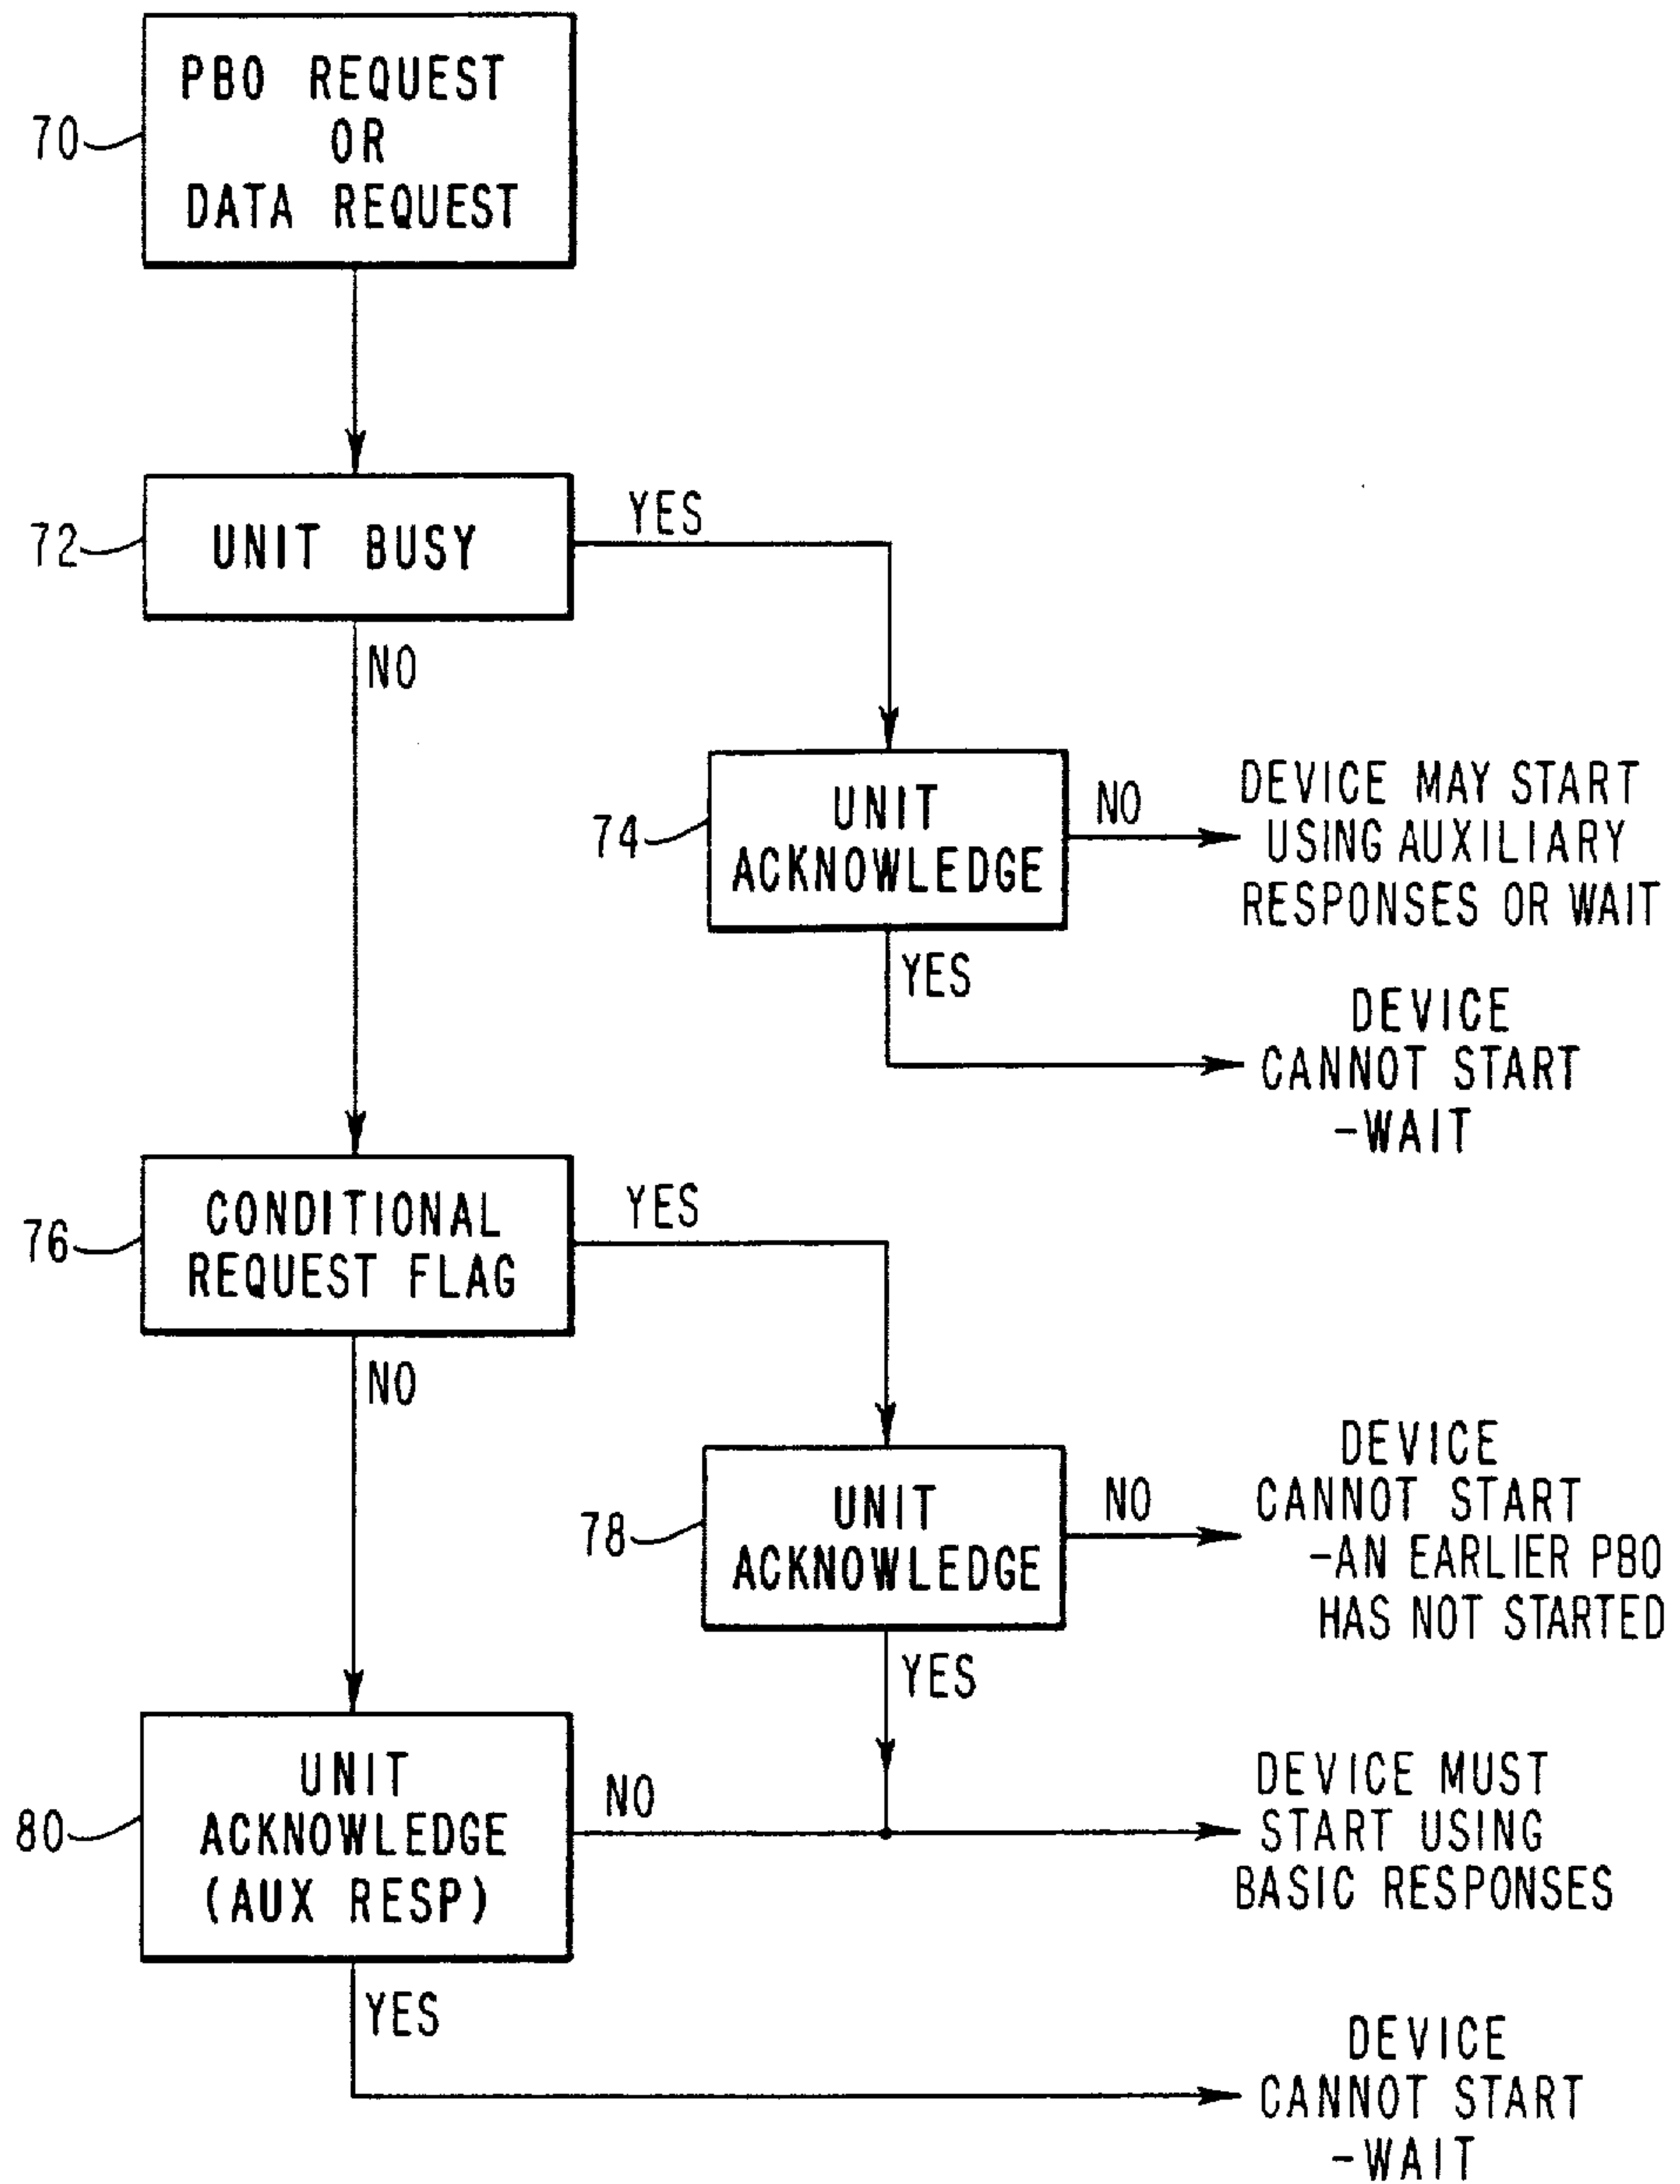 PBO REQUEST
OR
DATA REQUEST
70
UNIT BUSY
72
YES
NO
UNIT
ACKNOWLEDGE
74
NO
DEVICE MAY START
USING AUXILIARY
RESPONSES OR WAIT
YES
DEVICE
CANNOT START
-WAIT
CONDITIONAL
REQUEST FLAG
76
YES
NO
UNIT
ACKNOWLEDGE
78
NO
DEVICE
CANNOT START
-AN EARLIER PBO
HAS NOT STARTED
YES
UNIT
ACKNOWLEDGE
(AUX RESP)
80
NO
DEVICE MUST
START USING
BASIC RESPONSES
YES
DEVICE
CANNOT START
-WAIT